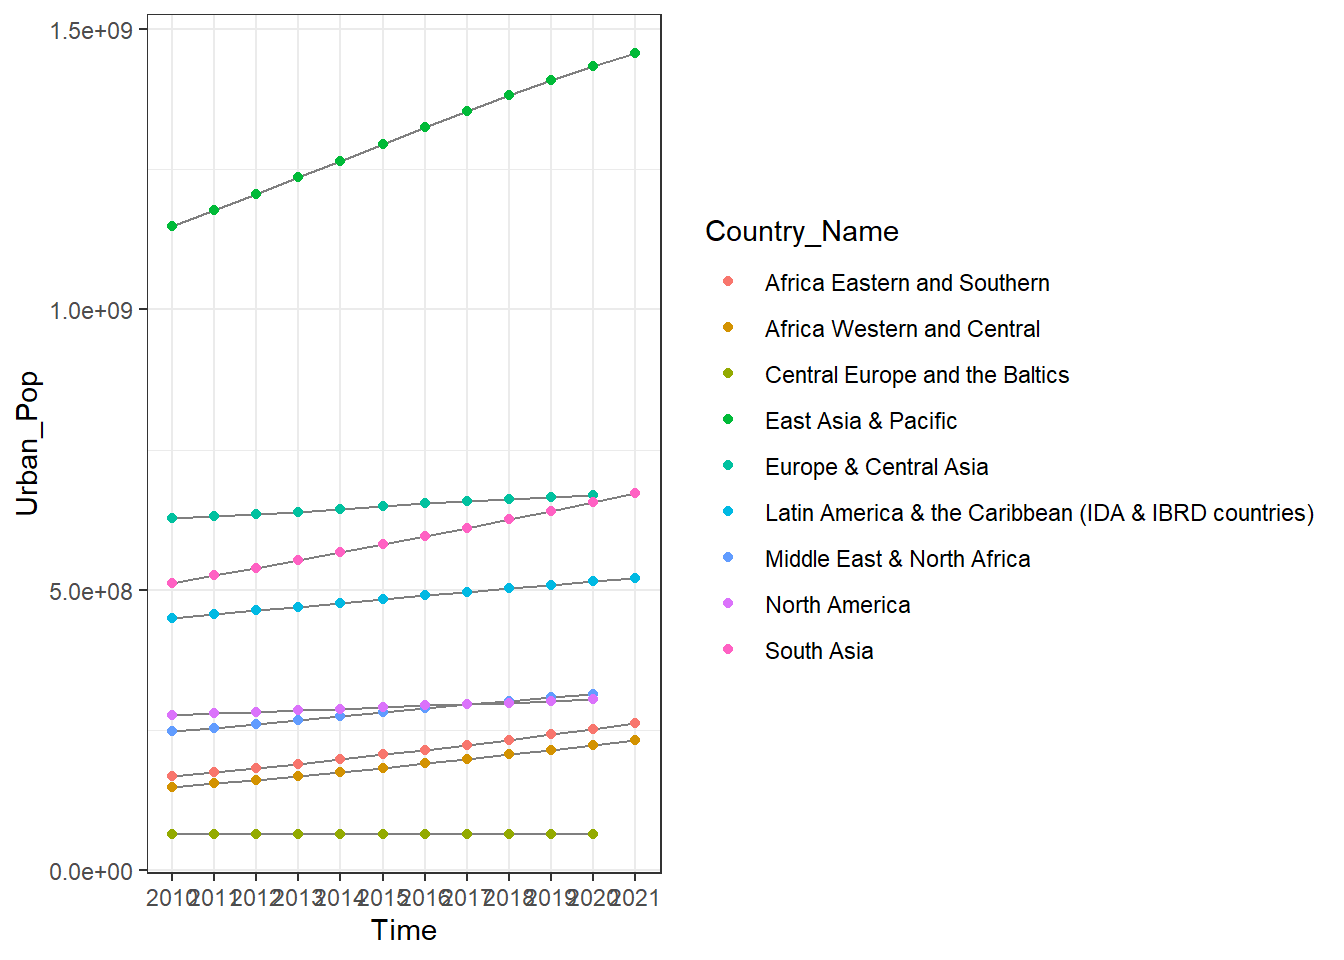 1.5e+09
1.0e+09
5.0e+08
0.0e+00
Urban_Pop
2010 2011 2012 2013 2014 2015 2016 2017 2018 2019 2020 2021
Time
Country_Name
Africa Eastern and Southern
Africa Western and Central
Central Europe and the Baltics
East Asia & Pacific
Europe & Central Asia
Latin America & the Caribbean (IDA & IBRD countries)
Middle East & North Africa
North America
South Asia